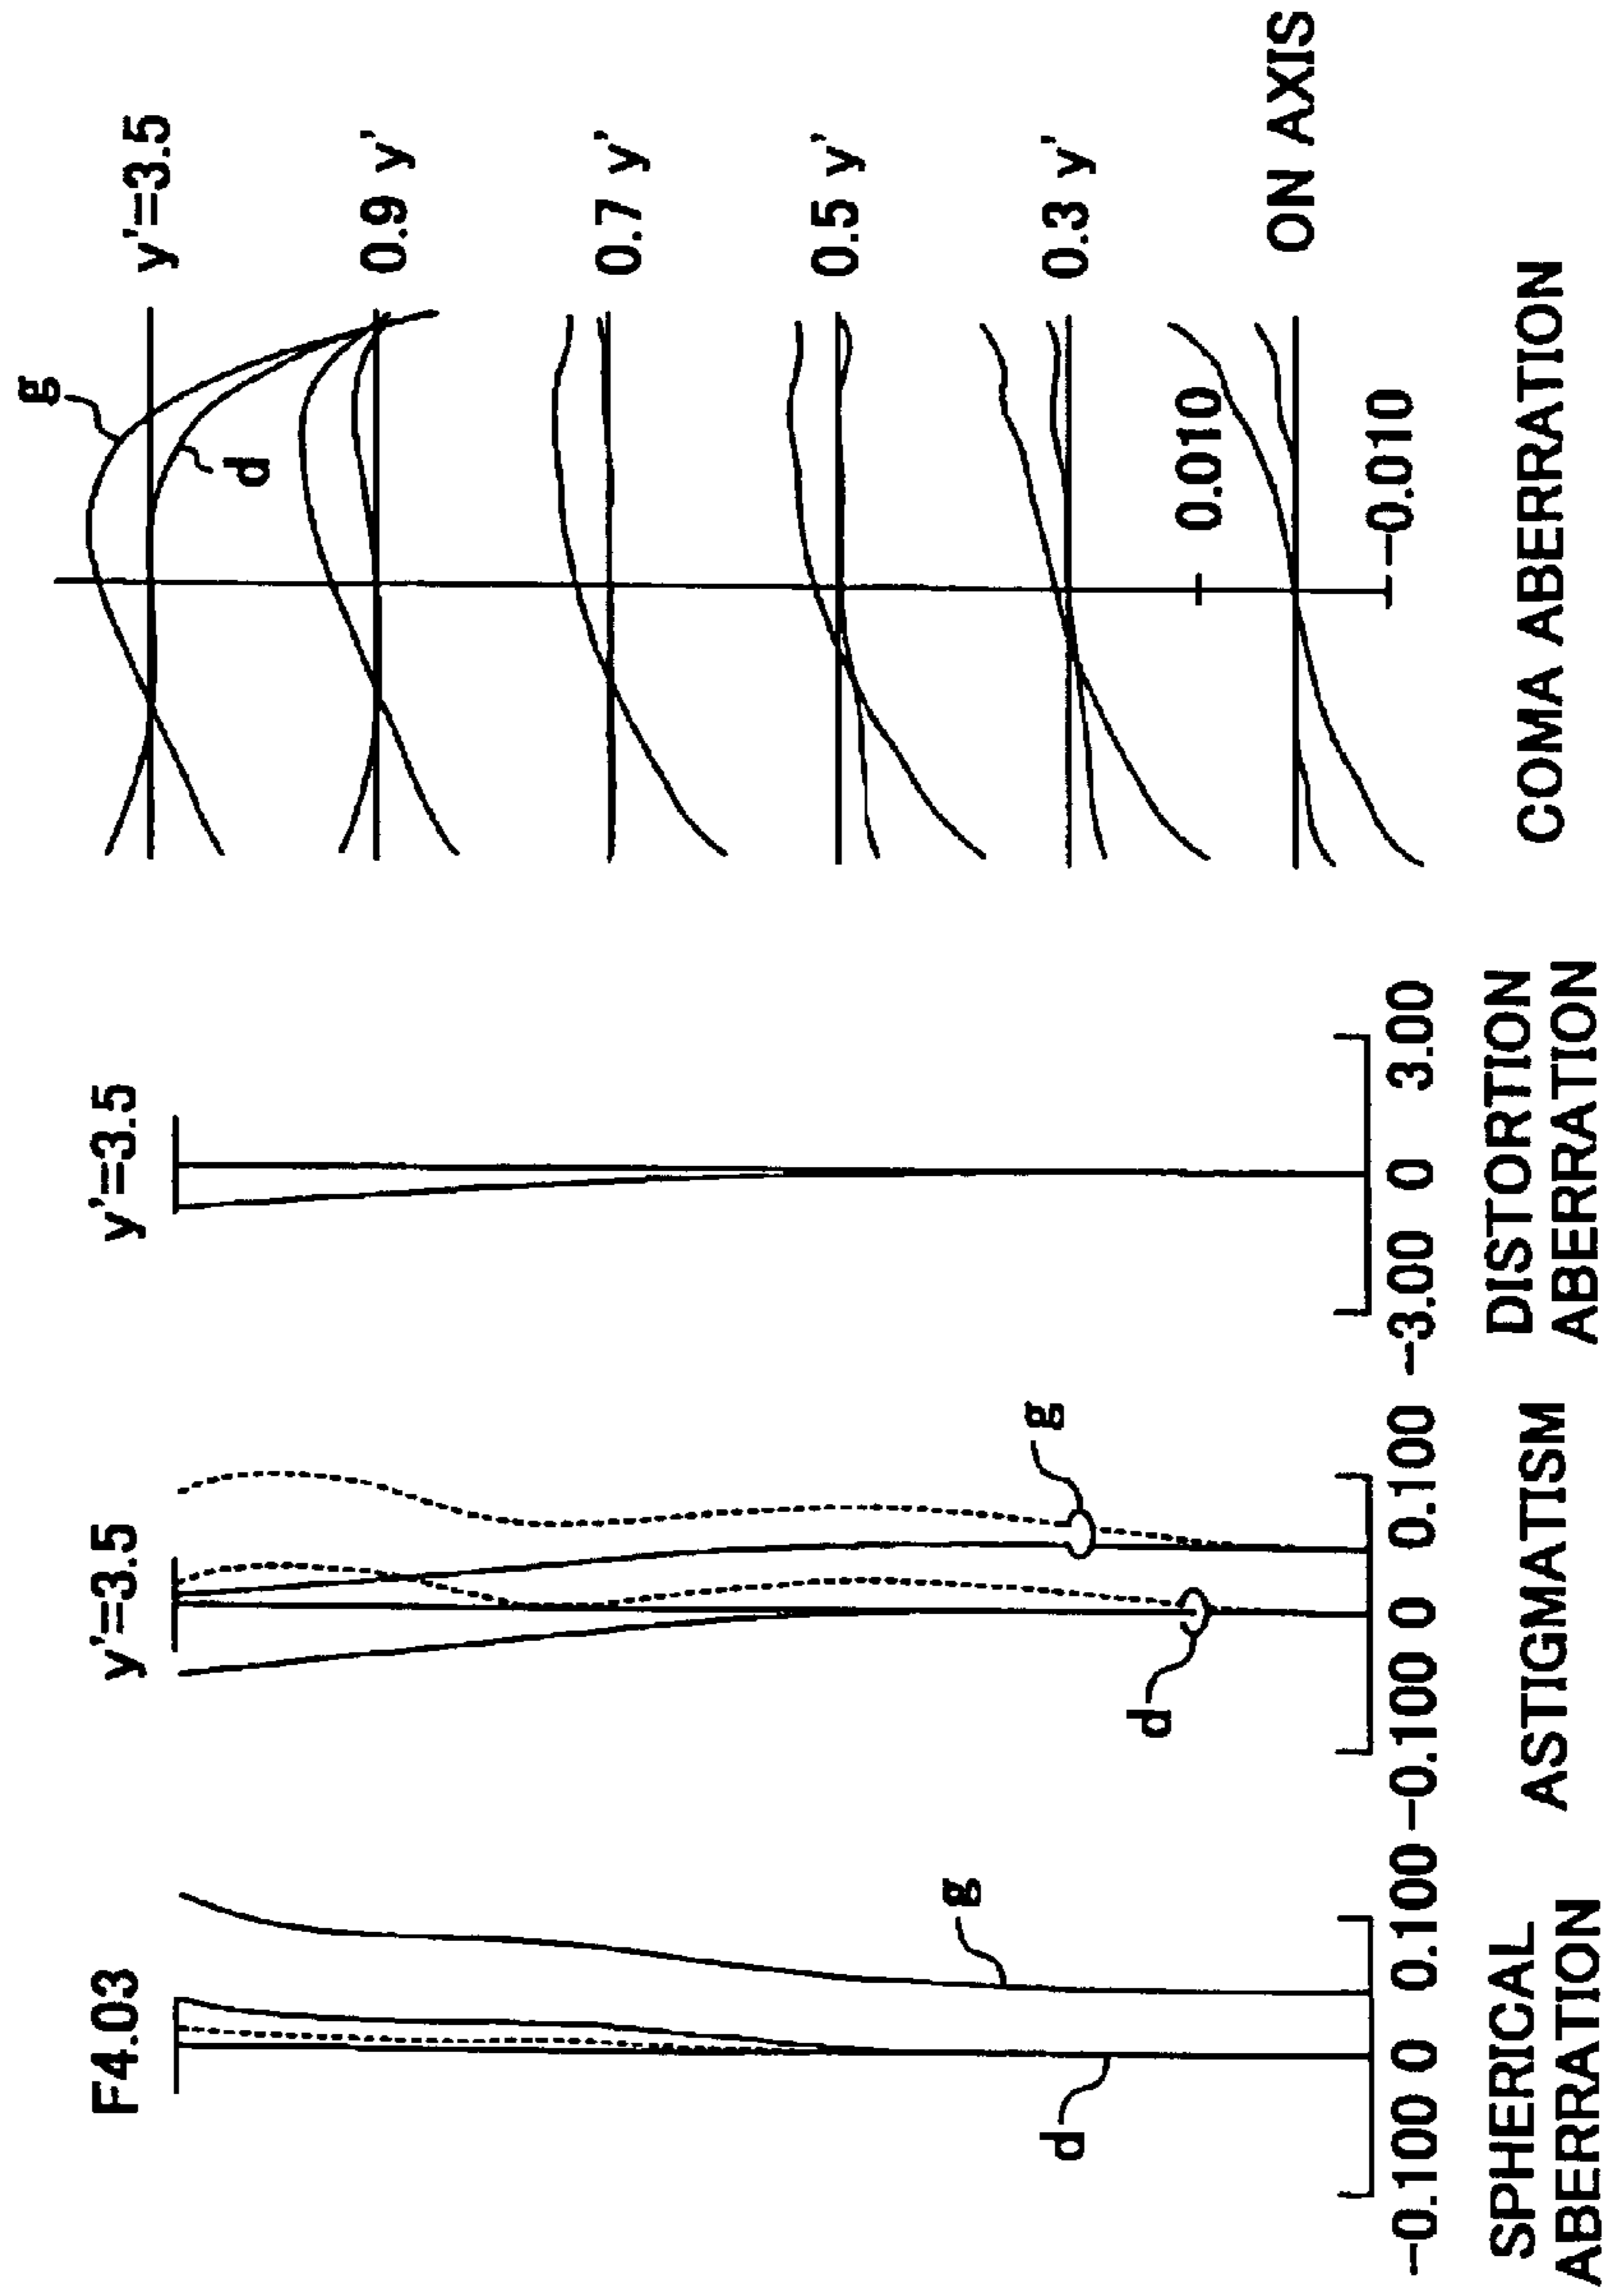 F4.03
g
d
-0.100 0 0.100
SPHERICAL
ABERRATION
y'=3.5
g
d
-0.100 0 0.100
ASTIGMATISM
y'=3.5
-3.00 0 3.00
DISTORTION
ABERRATION
g
d
y'=3.5
0.9 y'
0.7 y'
0.5 y'
0.3 y'
0.010
ON AXIS
-0.010
COMA ABERRATION